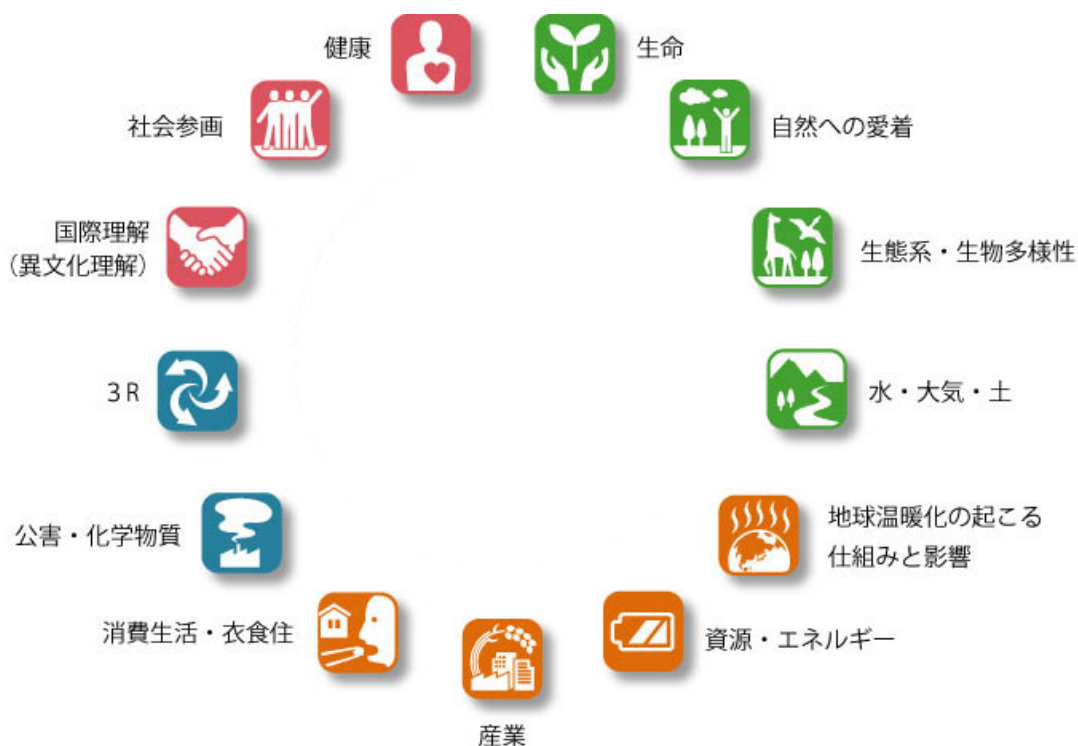 健康
生命
社会参画
自然への愛着
国際理解
（異文化理解）
生態系・生物多様性
３Ｒ
水・大気・土
公害・化学物質
地球温暖化の起こる
仕組みと影響
消費生活・衣食住
資源・エネルギー
産業